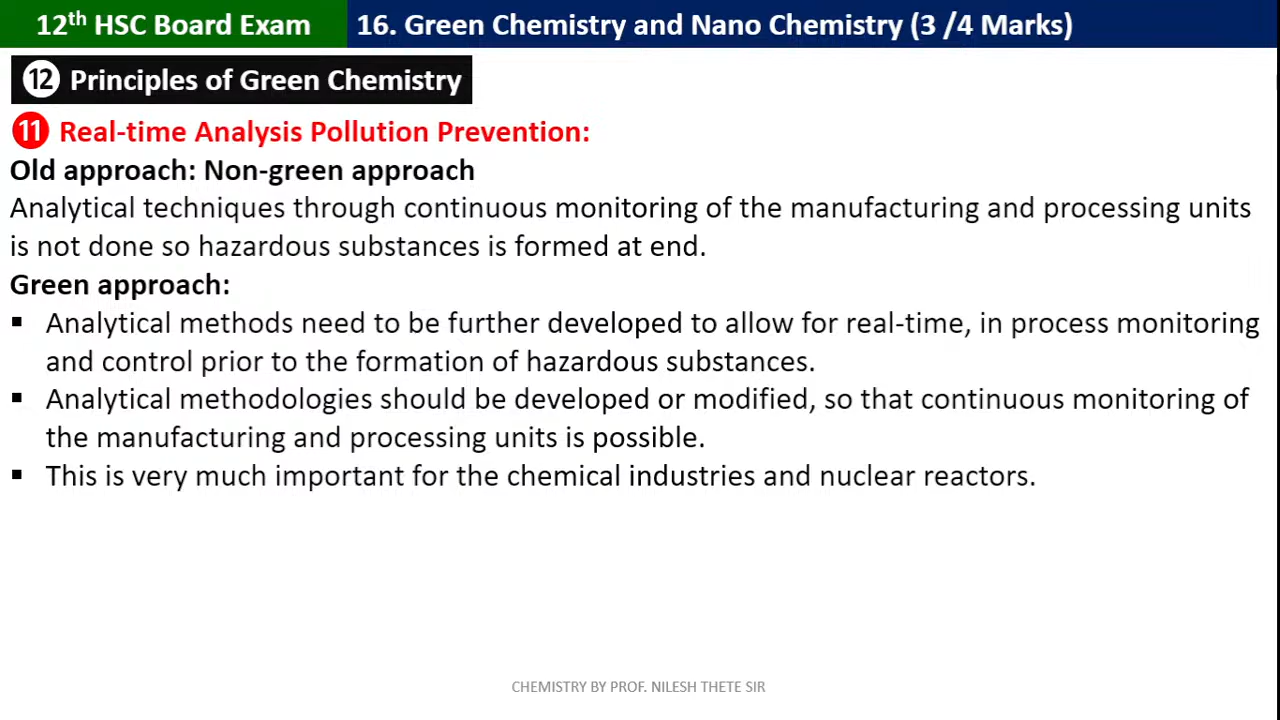 12th HSC Board Exam 16. Green Chemistry and Nano Chemistry (3 /4 Marks)
12 Principles of Green Chemistry
11 Real-time Analysis Pollution Prevention:
Old approach: Non-green approach
Analytical techniques through continuous monitoring of the manufacturing and processing units
is not done so hazardous substances is formed at end.
Green approach:
▪ Analytical methods need to be further developed to allow for real-time, in process monitoring
and control prior to the formation of hazardous substances.
▪ Analytical methodologies should be developed or modified, so that continuous monitoring of
the manufacturing and processing units is possible.
▪ This is very much important for the chemical industries and nuclear reactors.
CHEMISTRY BY PROF. NILESH THETE SIR